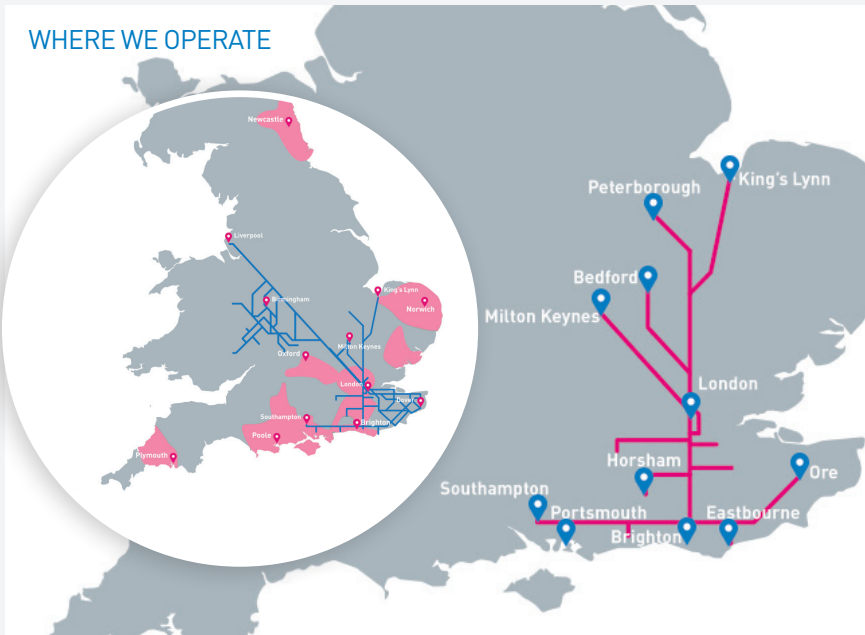 WHERE WE OPERATE
Newcastle
Liverpool
Birmingham
King's Lynn
Norwich
Milton Keynes
Oxford
London
Dover
Southampton
Brighton
Poole
Plymouth
King's Lynn
Peterborough
Bedford
Milton Keynes
London
Horsham
Ore
Southampton
Portsmouth
Eastbourne
Brighton